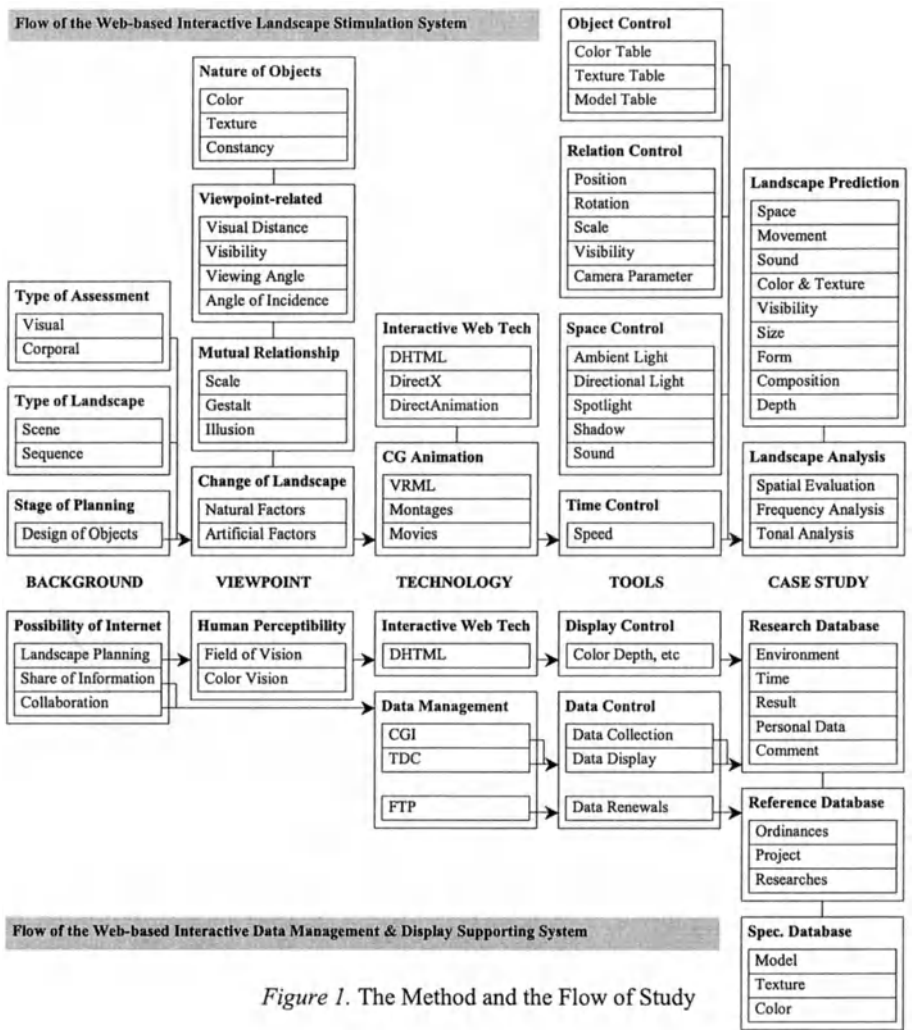 Flow of the Web-based Interactive Landscape Stimulation System
Type of Assessment
Visual
Corporal
Type of Landscape
Scene
Sequence
Stage of Planning
Design of Objects
Nature of Objects
Color
Texture
Constancy
Viewpoint-related
Visual Distance
Visibility
Viewing Angle
Angle of Incidence
Mutual Relationship
Scale
Gestalt
Illusion
Change of Landscape
Natural Factors
Artificial Factors
Interactive Web Tech
DHTML
DirectX
DirectAnimation
CG Animation
VRML
Montages
Movies
Object Control
Color Table
Texture Table
Model Table
Relation Control
Position
Rotation
Scale
Visibility
Camera Parameter
Space Control
Ambient Light
Directional Light
Spotlight
Shadow
Sound
Time Control
Speed
Landscape Prediction
Space
Movement
Sound
Color & Texture
Visibility
Size
Form
Composition
Depth
Landscape Analysis
Spatial Evaluation
Frequency Analysis
Tonal Analysis
BACKGROUND VIEWPOINT TECHNOLOGY TOOLS CASE STUDY
Possibility of Internet
Landscape Planning
Share of Information
Collaboration
Human Perceptibility
Field of Vision
Color Vision
Interactive Web Tech
DHTML
Data Management
CGI
TDC
FTP
Display Control
Color Depth, etc
Data Control
Data Collection
Data Display
Data Renewals
Research Database
Environment
Time
Result
Personal Data
Comment
Reference Database
Ordinances
Project
Researches
Spec. Database
Model
Texture
Color
Flow of the Web-based Interactive Data Management & Display Supporting System
Figure 1. The Method and the Flow of Study